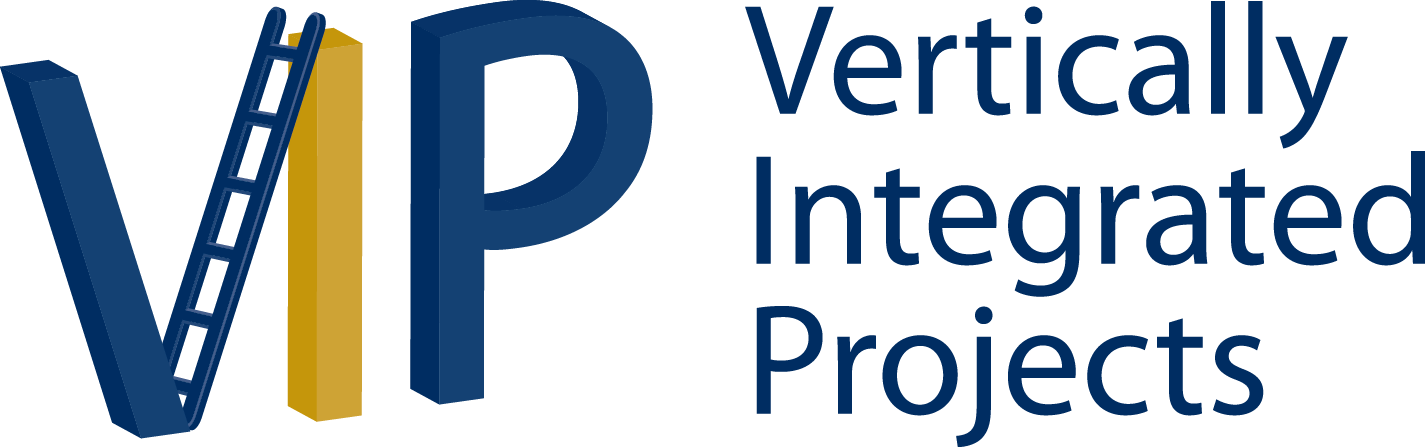 VIP
Vertically
Integrated
Projects